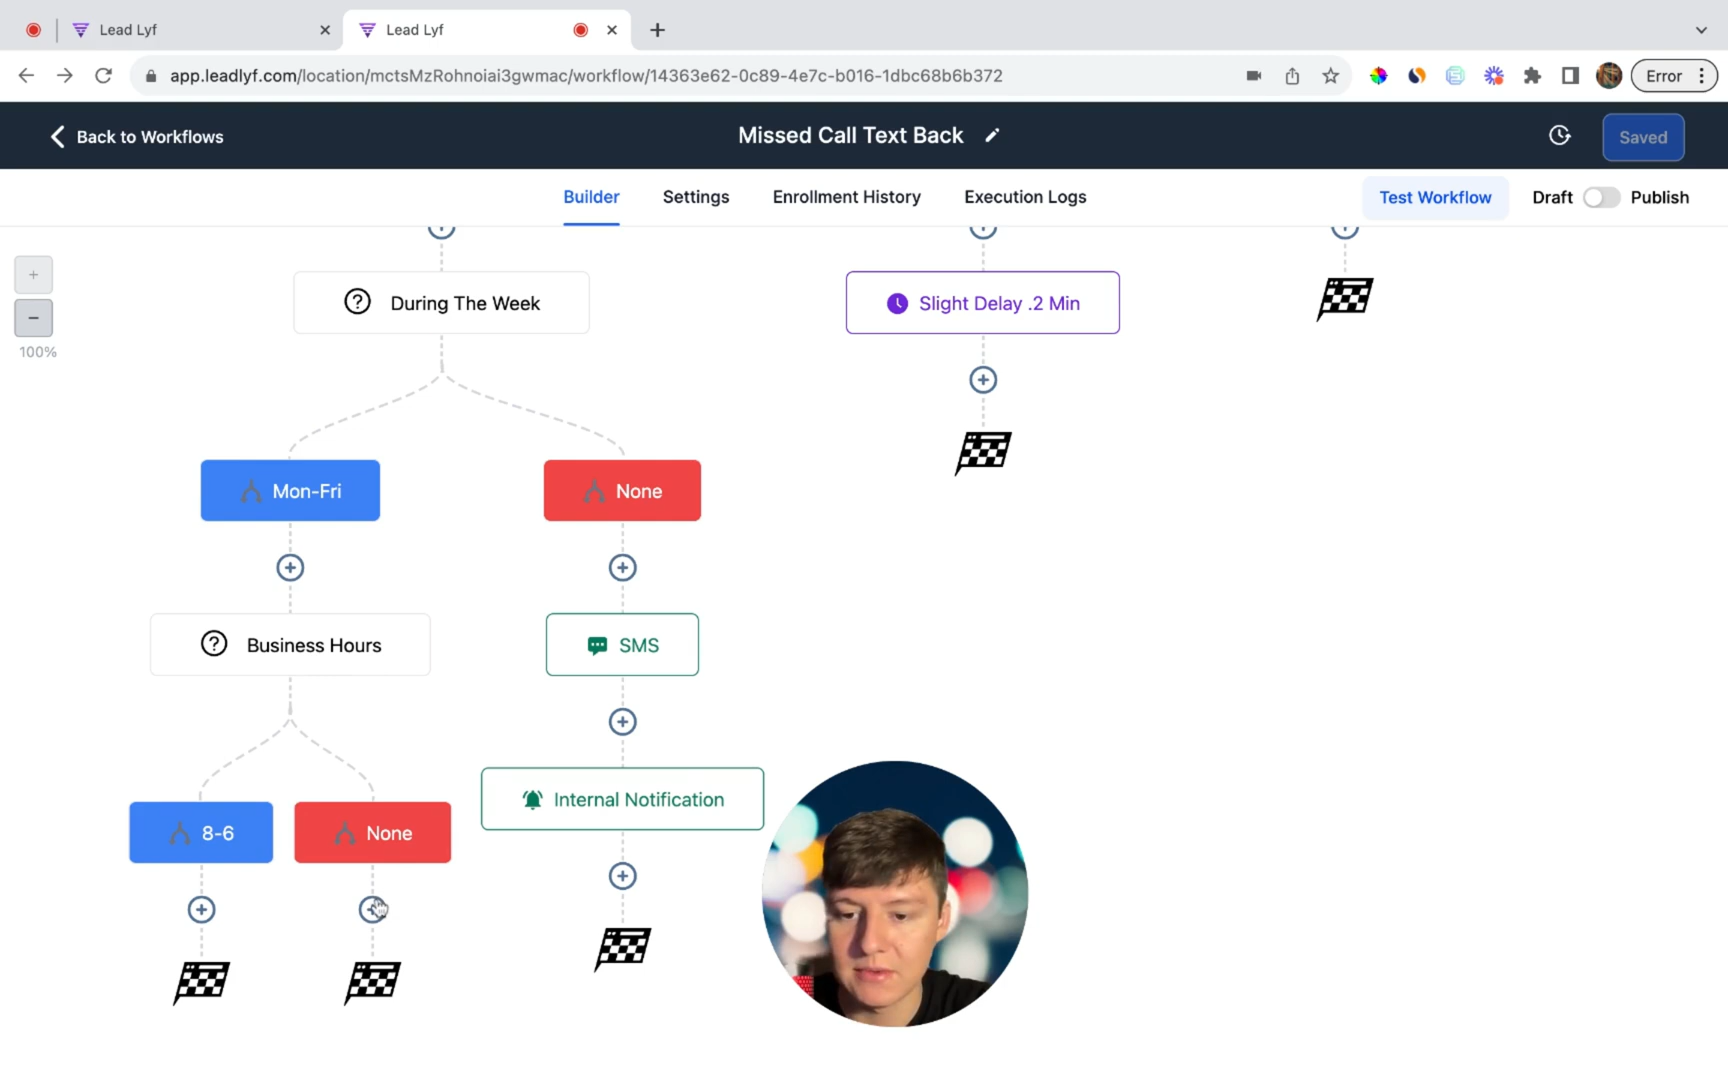 Lead Lyf
Lead Lyf
app.leadlyf.com/location/mctsMzRohnoiai3gwmac/workflow/14363e62-0c89-4e7c-b016-1dbc68b6b372
Error
Back to Workflows
Missed Call Text Back
Saved
Builder
Settings
Enrollment History
Execution Logs
Test Workflow
Draft
Publish
100%
During The Week
Slight Delay .2 Min
Mon-Fri
None
Business Hours
SMS
Internal Notification
8-6
None